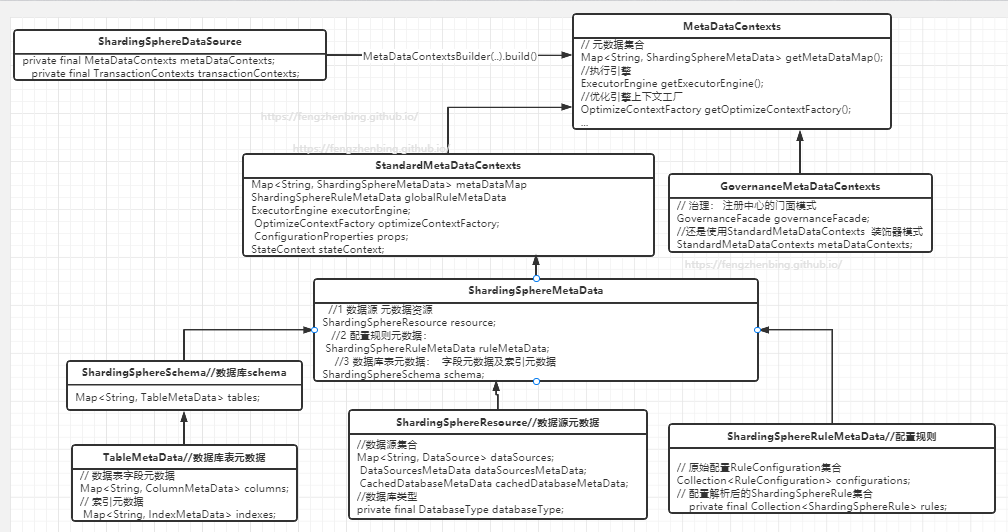 ShardingSphereDataSource
private final MetaDataContexts metaDataContexts;
private final TransactionContexts transactionContexts;
MetaDataContextsBuilder(..).build()
MetaDataContexts
// 元数据集合
Map<String, ShardingSphereMetaData> getMetaDataMap();
//执行引擎
ExecutorEngine getExecutorEngine();
//优化引擎上下文工厂
OptimizeContextFactory getOptimizeContextFactory();
...
https://fengzhenbing.github.io/
https://fengzhenbing.github.io/
StandardMetaDataContexts
Map<String, ShardingSphereMetaData> metaDataMap
ShardingSphereRuleMetaData globalRuleMetaData
ExecutorEngine executorEngine;
OptimizeContextFactory optimizeContextFactory;
ConfigurationProperties props;
StateContext stateContext;
GovernanceMetaDataContexts
// 治理： 注册中心的门面模式
GovernanceFacade governanceFacade;
//还是使用StandardMetaDataContexts 装饰器模式
StandardMetaDataContexts metaDataContexts;
https://fengzhenbing.github.io/
ShardingSphereMetaData
//1 数据源 元数据资源
ShardingSphereResource resource;
//2 配置规则元数据：
ShardingSphereRuleMetaData ruleMetaData;
//3 数据库表元数据： 字段元数据及索引元数据
ShardingSphereSchema schema;
ShardingSphereSchema//数据库schema
Map<String, TableMetaData> tables;
TableMetaData//数据库表元数据
// 数据表字段元数据
Map<String, ColumnMetaData> columns;
// 索引元数据
Map<String, IndexMetaData> indexes;
ShardingSphereResource//数据源元数据
//数据源集合
Map<String, DataSource> dataSources;
DataSourcesMetaData dataSourcesMetaData;
CachedDatabaseMetaData cachedDatabaseMetaData;
//数据库类型
private final DatabaseType databaseType;
ShardingSphereRuleMetaData//配置规则
// 原始配置RuleConfiguration集合
Collection<RuleConfiguration> configurations;
// 配置解析后的ShardingSphereRule集合
private final Collection<ShardingSphereRule> rules;